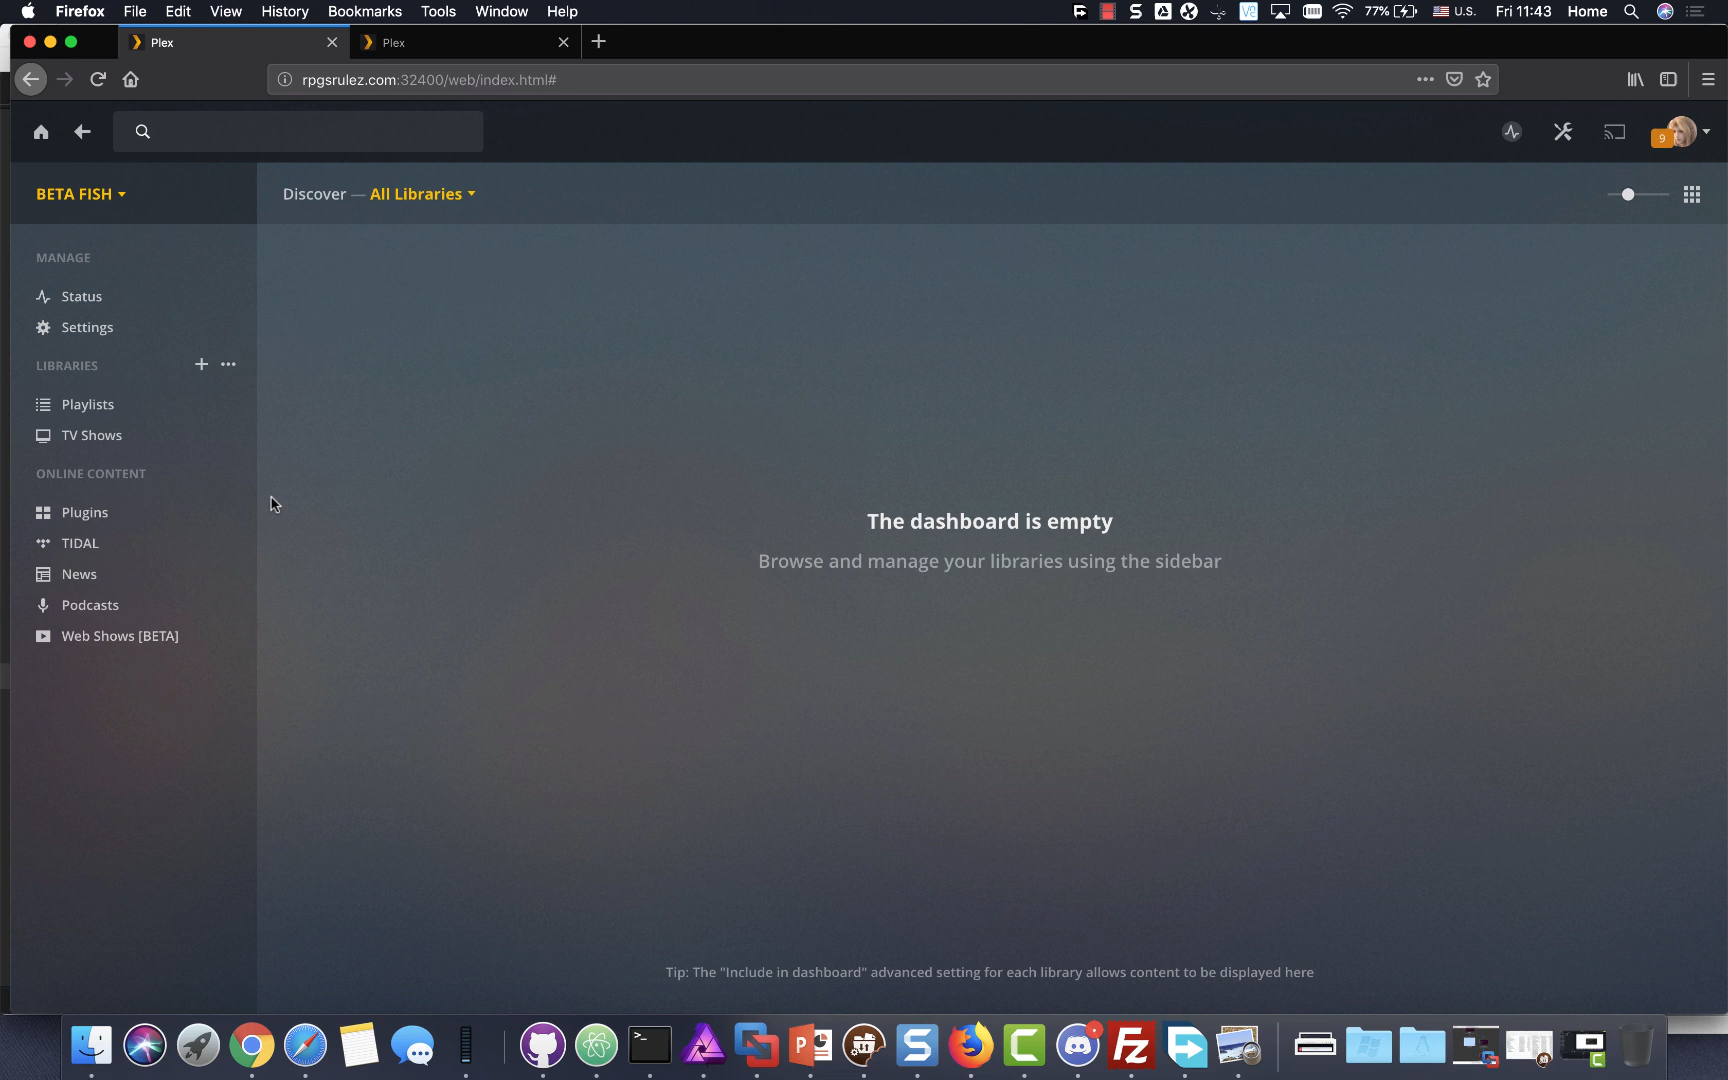 Firefox File Edit View History Bookmarks Tools Window Help 77% U.S. Fri 11:43 Home
Plex Plex
rpgsrulez.com:32400/web/index.html#
9
BETA FISH
Discover — All Libraries
MANAGE
Status
Settings
LIBRARIES
Playlists
TV Shows
ONLINE CONTENT
Plugins
TIDAL
News
Podcasts
Web Shows [BETA]
The dashboard is empty
Browse and manage your libraries using the sidebar
Tip: The "Include in dashboard" advanced setting for each library allows content to be displayed here